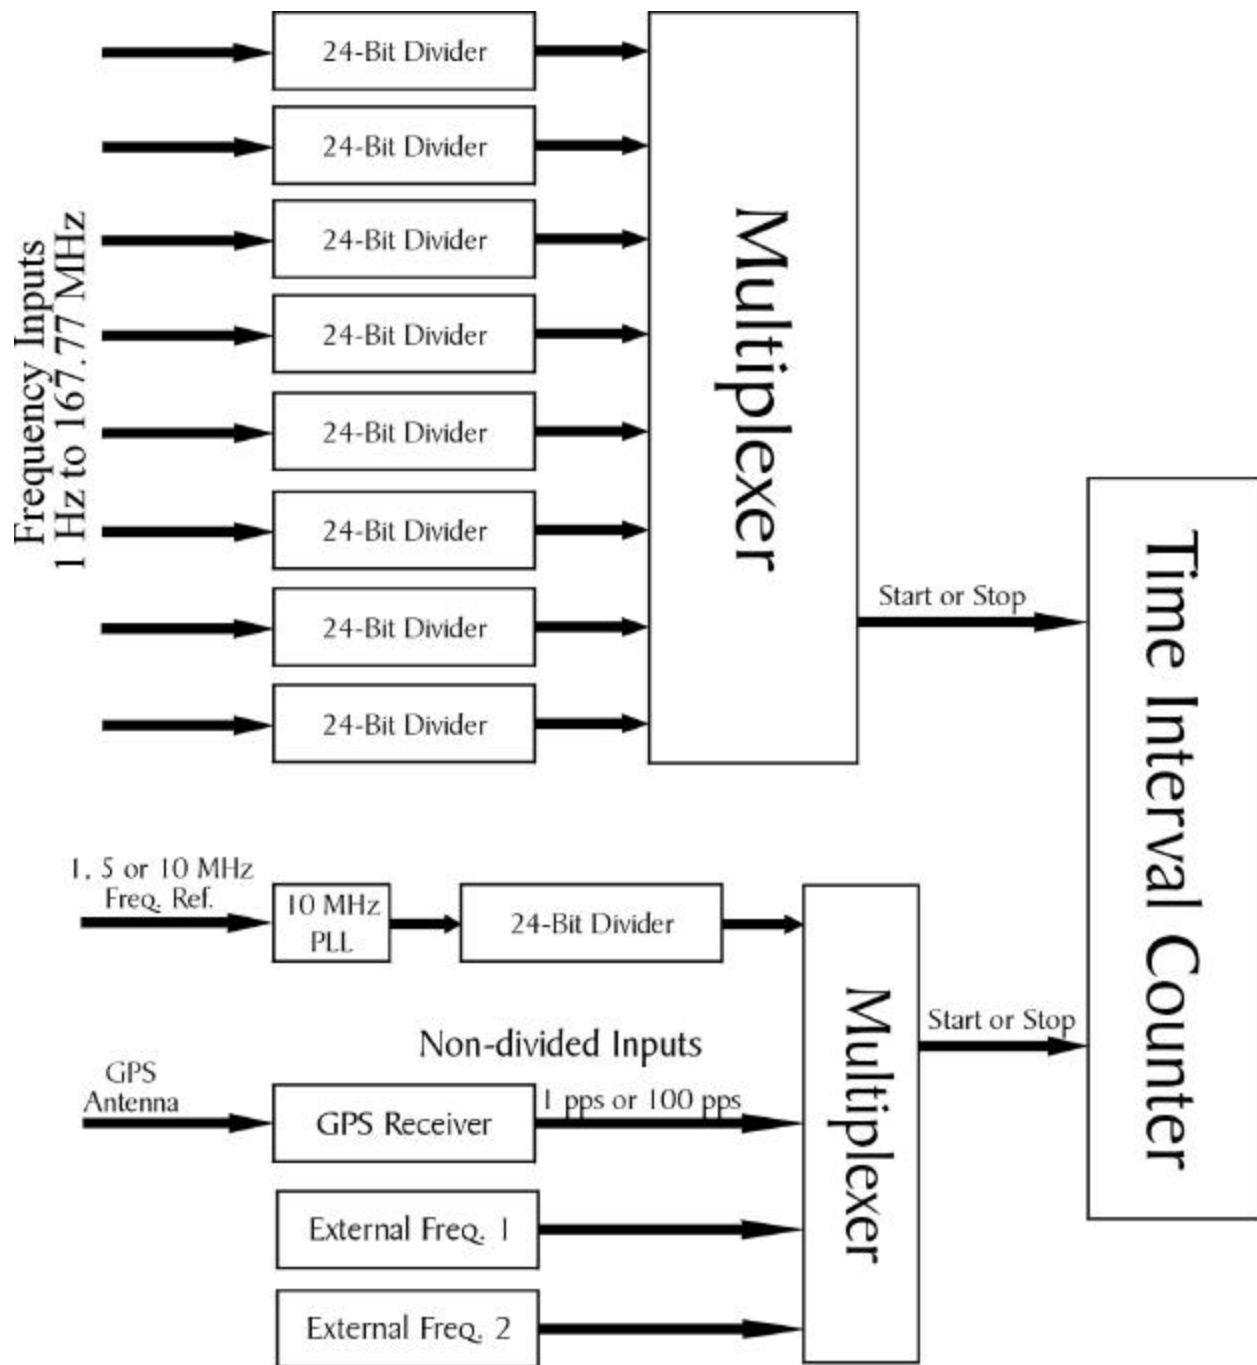 24-Bit Divider
24-Bit Divider
24-Bit Divider
24-Bit Divider
24-Bit Divider
24-Bit Divider
24-Bit Divider
24-Bit Divider
Frequency Inputs
1 Hz to 167.77 MHz
Multiplexer
Start or Stop
Time Interval Counter
1, 5 or 10 MHz
Freq. Ref.
10 MHz
PLL
24-Bit Divider
Multiplexer
Start or Stop
Non-divided Inputs
GPS
Antenna
GPS Receiver
1 pps or 100 pps
External Freq. 1
External Freq. 2